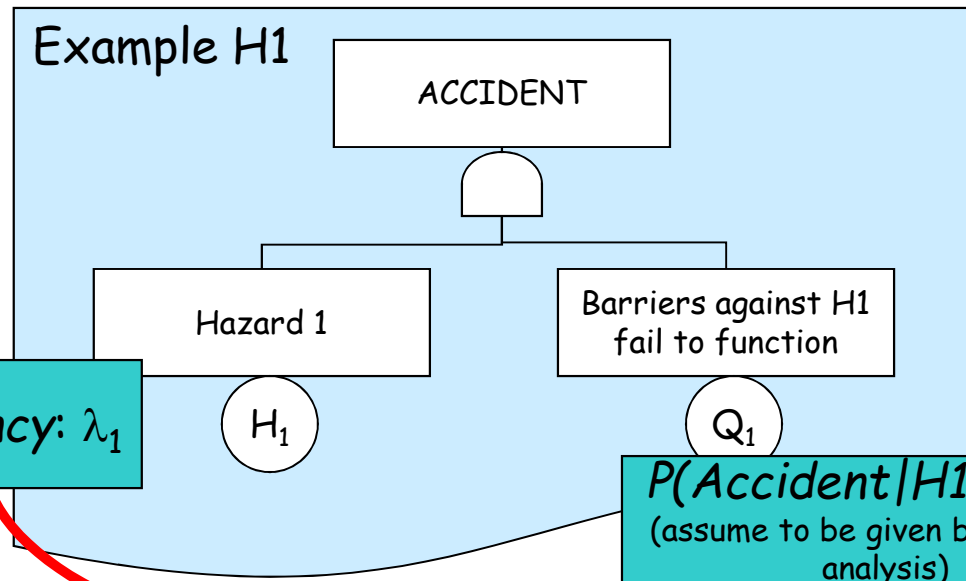 Example H1
ACCIDENT
Hazard 1
Barriers against H1
fail to function
λ₁
H₁
Q₁
P(Accident|H1
(assume to be given
analysis)